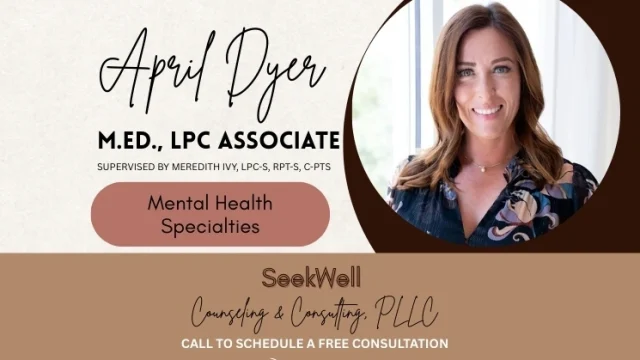 April Dyer
M.ED., LPC ASSOCIATE
SUPERVISED BY MEREDITH IVY, LPC-S, RPT-S, C-PTS
Mental Health
Specialties
SeekWell
Counseling & Consulting, PLLC
CALL TO SCHEDULE A FREE CONSULTATION